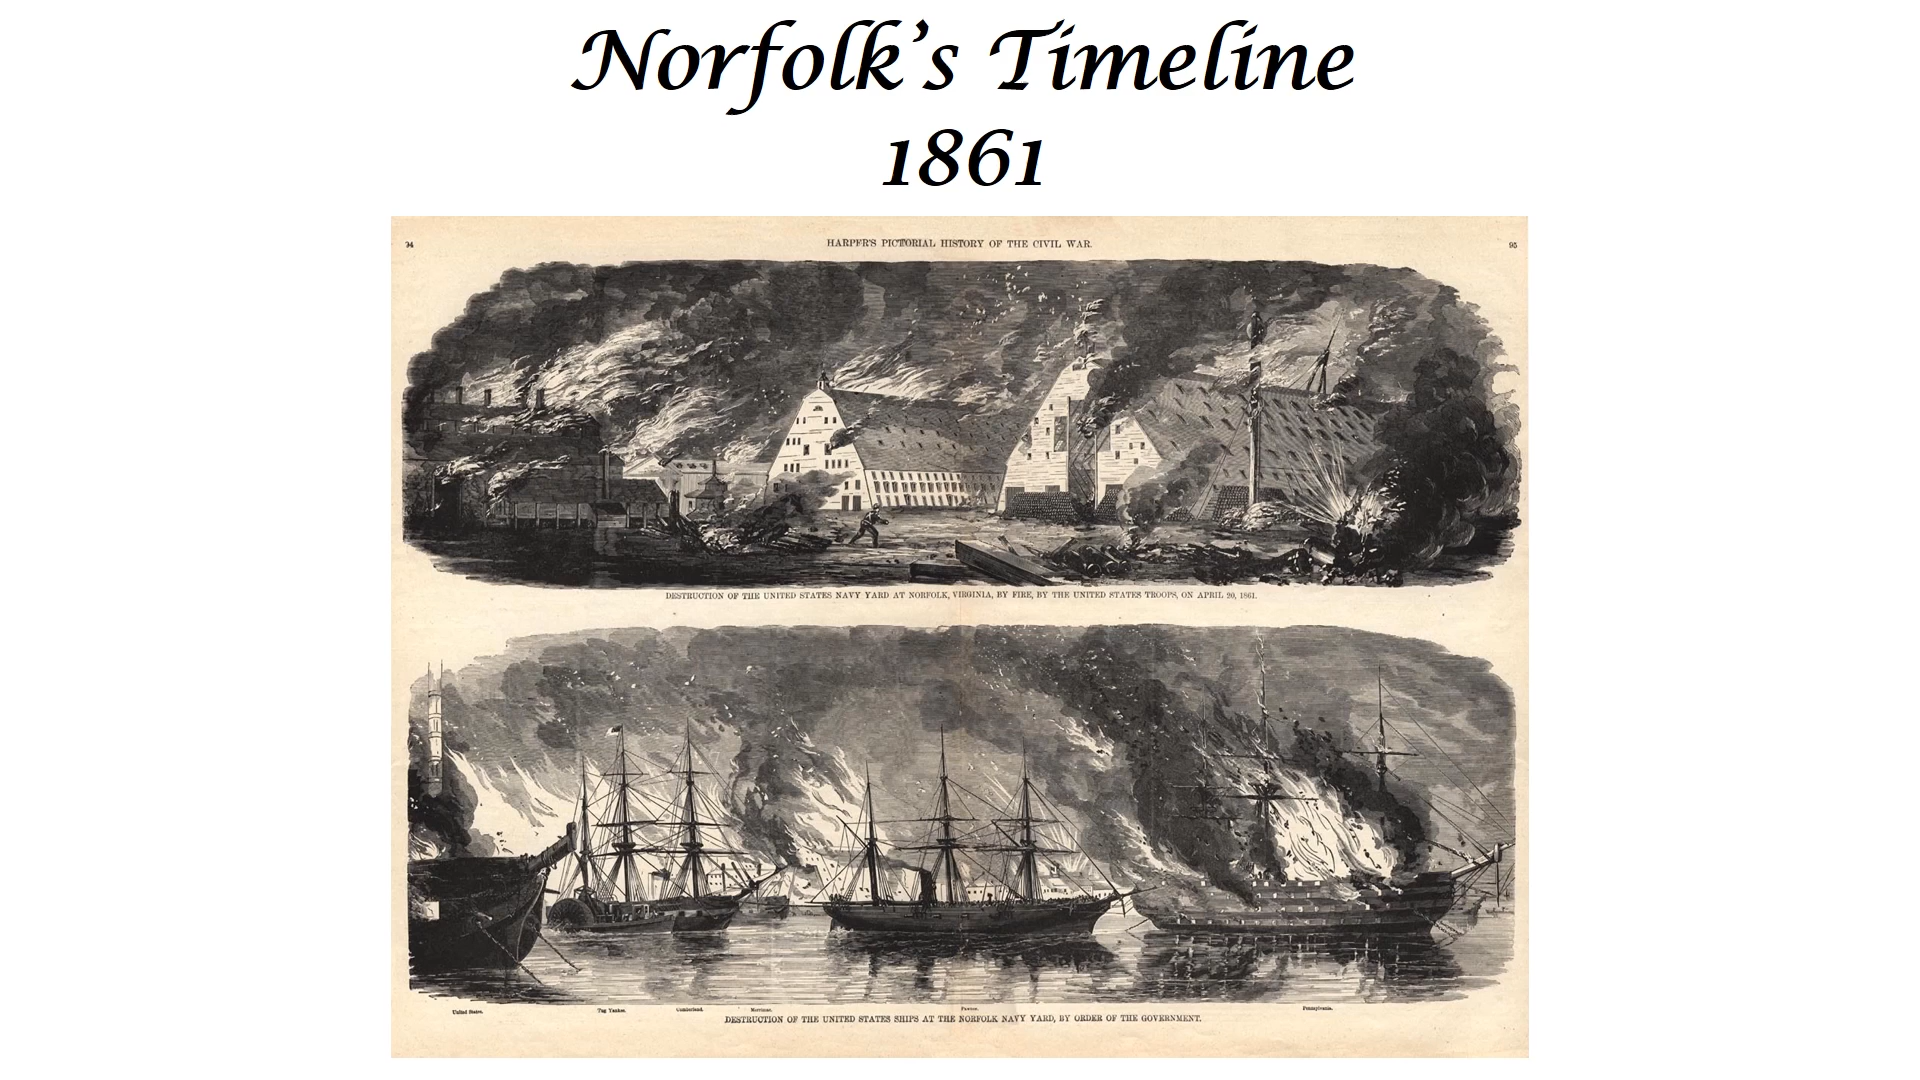 Norfolk's Timeline
1861
94
HARPER'S PICTORIAL HISTORY OF THE CIVIL WAR.
95
DESTRUCTION OF THE UNITED STATES NAVY YARD AT NORFOLK, VIRGINIA, BY FIRE, BY THE UNITED STATES TROOPS, ON APRIL 20, 1861.
United States. Tug Yankee. Cumberland. Merrimac. Pawnee. Pennsylvania.
DESTRUCTION OF THE UNITED STATES SHIPS AT THE NORFOLK NAVY YARD, BY ORDER OF THE GOVERNMENT.